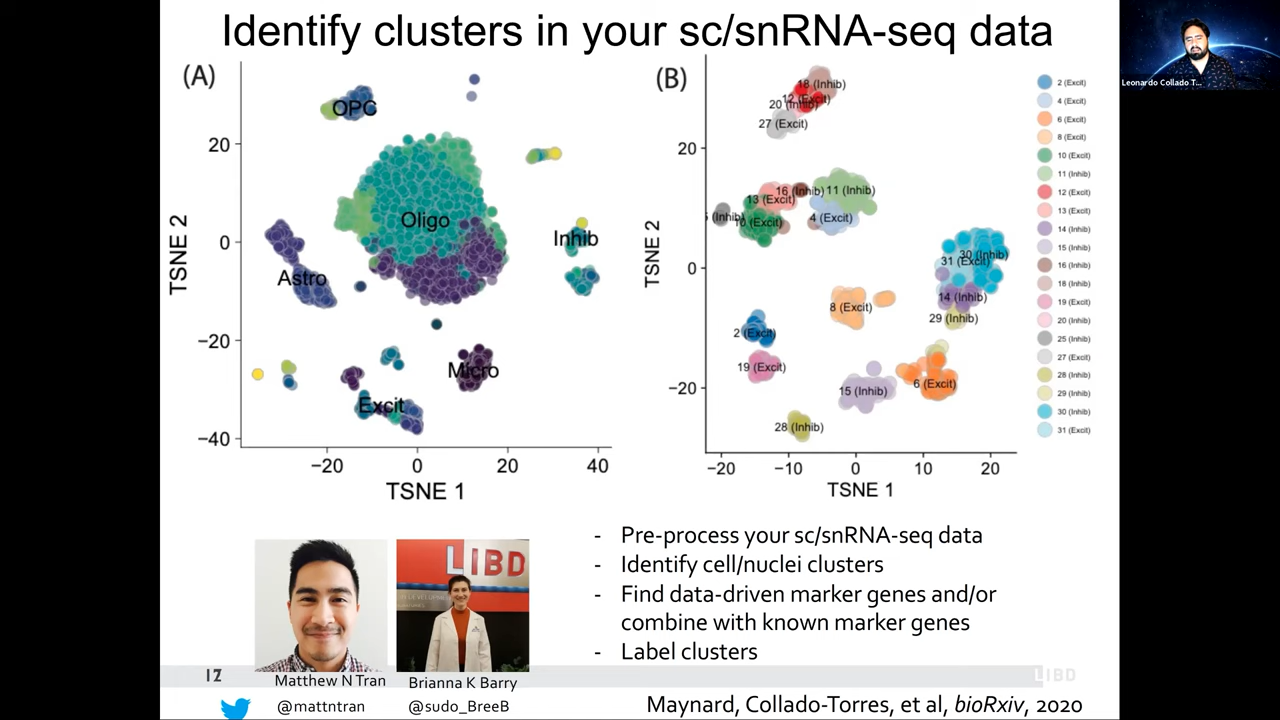 Identify clusters in your sc/snRNA-seq data
Leonardo Collado T...
(A)
OPC
Oligo
Inhib
Astro
Micro
Excit
20
0
−20
−40
−20
0
20
40
TSNE 2
TSNE 1
(B)
18 (Inhib)
12 (Excit)
20 (Inhib)
27 (Excit)
16 (Inhib)
11 (Inhib)
13 (Excit)
5 (Inhib)
10 (Excit)
4 (Excit)
30 (Inhib)
31 (Excit)
14 (Inhib)
29 (Inhib)
8 (Excit)
2 (Excit)
19 (Excit)
15 (Inhib)
6 (Excit)
28 (Inhib)
20
0
−20
−20
−10
0
10
20
TSNE 2
TSNE 1
2 (Excit)
4 (Excit)
6 (Excit)
8 (Excit)
10 (Excit)
11 (Inhib)
12 (Excit)
13 (Excit)
14 (Inhib)
15 (Inhib)
16 (Inhib)
18 (Inhib)
19 (Excit)
20 (Inhib)
25 (Inhib)
27 (Excit)
28 (Inhib)
29 (Inhib)
30 (Inhib)
31 (Excit)
LIBD
- Pre-process your sc/snRNA-seq data
- Identify cell/nuclei clusters
- Find data-driven marker genes and/or
combine with known marker genes
- Label clusters
17
Matthew N Tran
Brianna K Barry
LIBD
@mattntran
@sudo_BreeB
Maynard, Collado-Torres, et al, bioRxiv, 2020